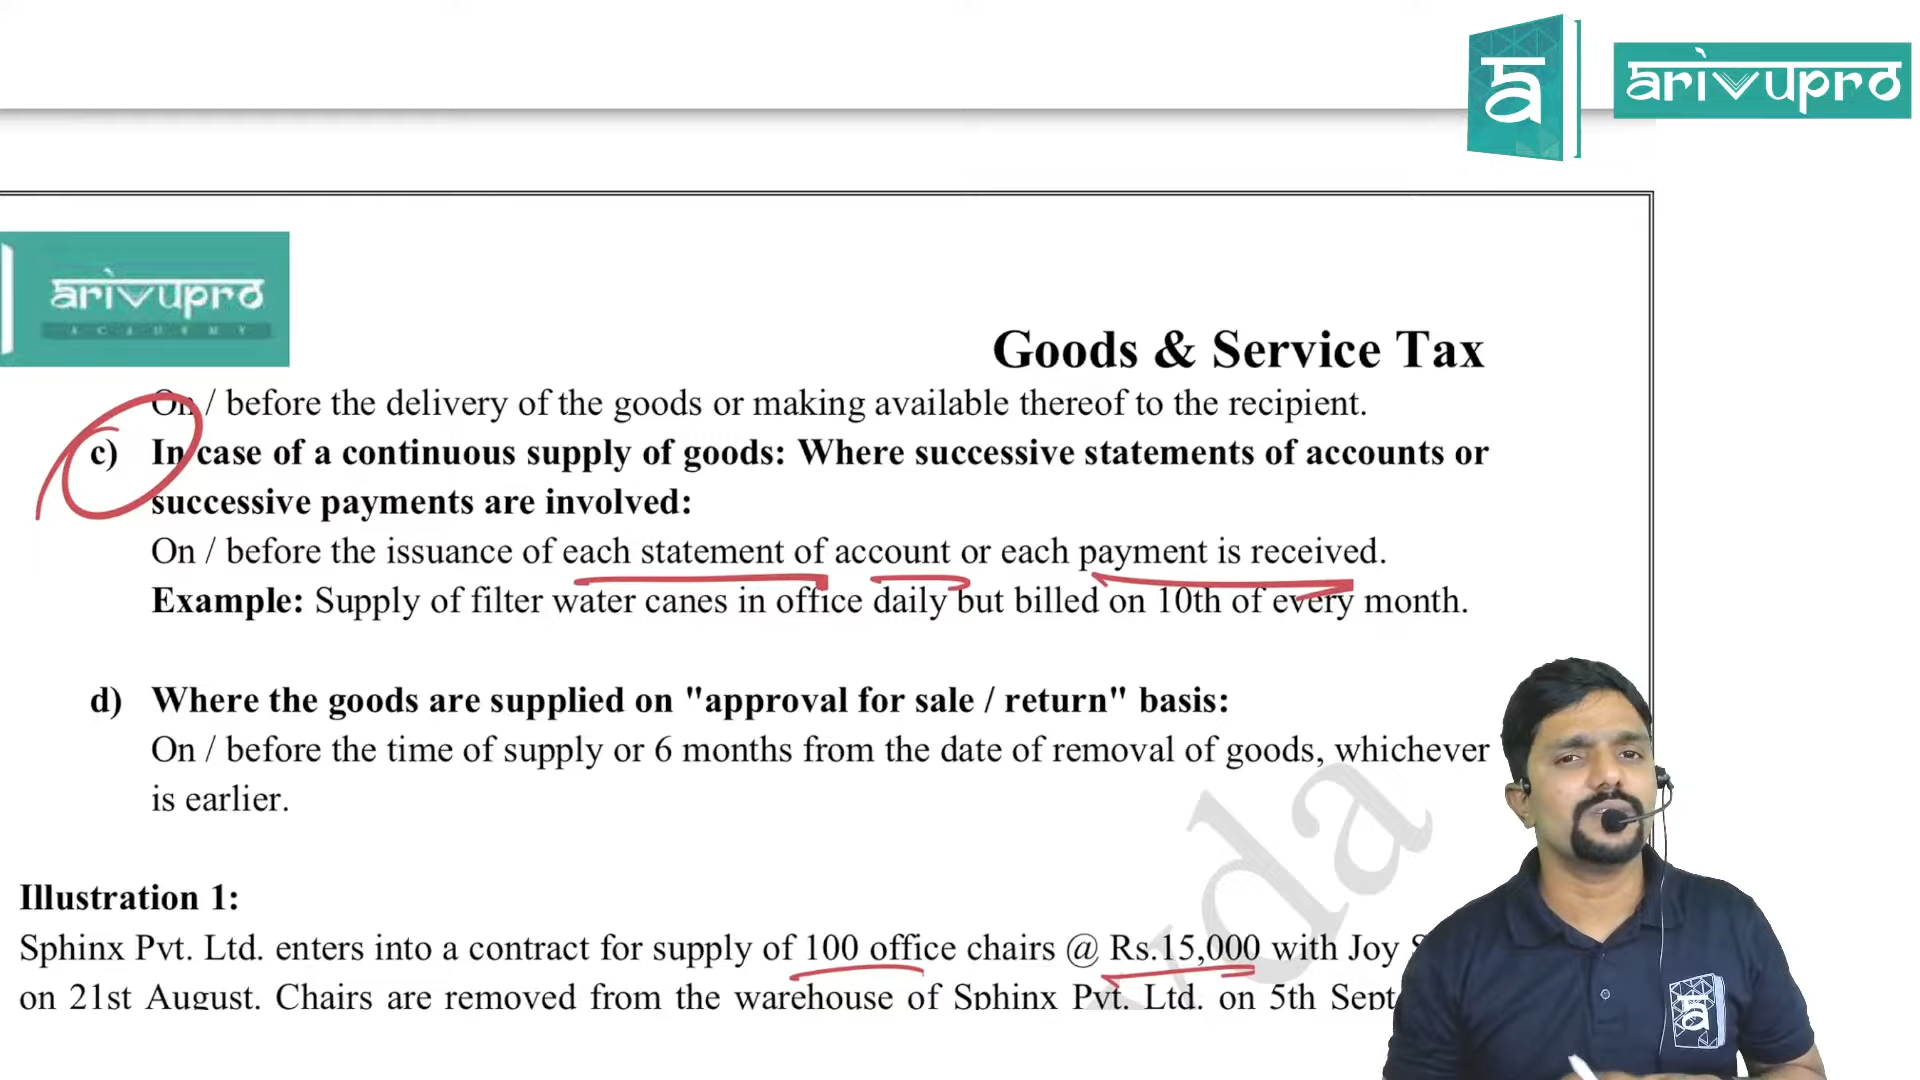 a
arivupro
arivupro
ACADEMY
Goods & Service Tax
On / before the delivery of the goods or making available thereof to the recipient.
c) In case of a continuous supply of goods: Where successive statements of accounts or
successive payments are involved:
On / before the issuance of each statement of account or each payment is received.
Example: Supply of filter water canes in office daily but billed on 10th of every month.
d) Where the goods are supplied on "approval for sale / return" basis:
On / before the time of supply or 6 months from the date of removal of goods, whichever
is earlier.
Illustration 1:
Sphinx Pvt. Ltd. enters into a contract for supply of 100 office chairs @ Rs.15,000 with Joy
on 21st August. Chairs are removed from the warehouse of Sphinx Pvt. Ltd. on 5th Sept
a